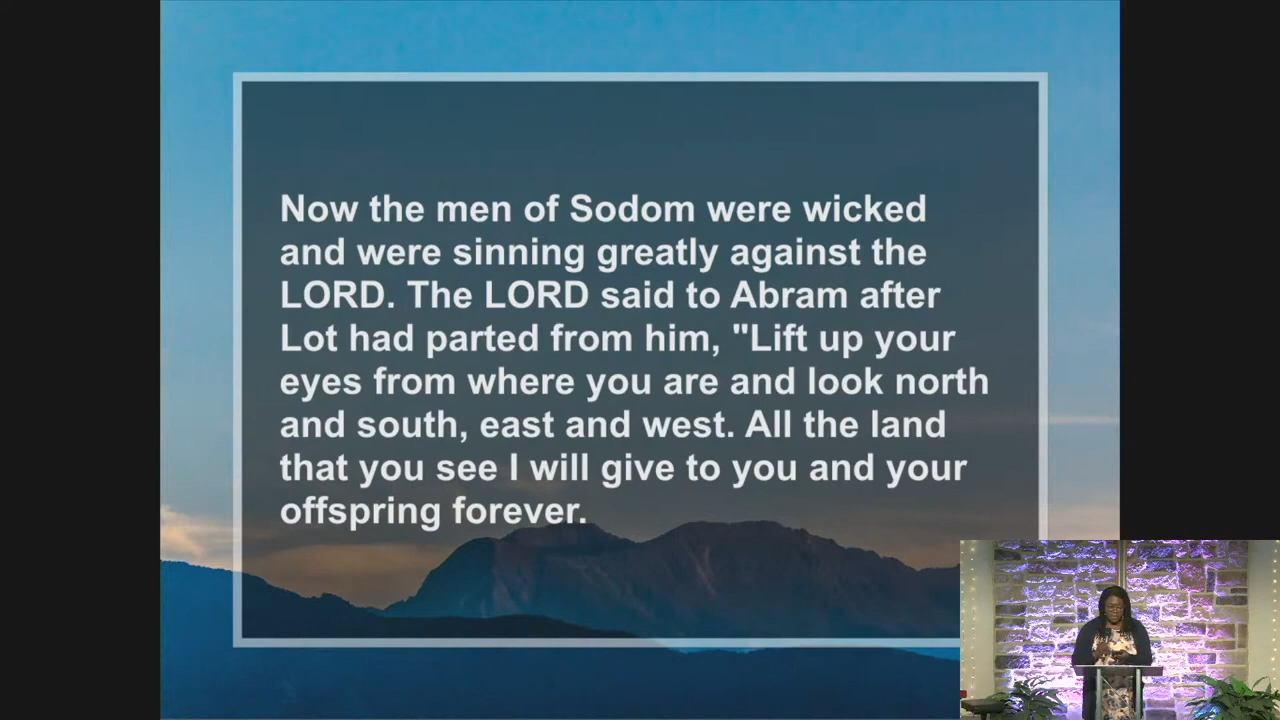 Now the men of Sodom were wicked
and were sinning greatly against the
LORD. The LORD said to Abram after
Lot had parted from him, "Lift up your
eyes from where you are and look north
and south, east and west. All the land
that you see I will give to you and your
offspring forever.